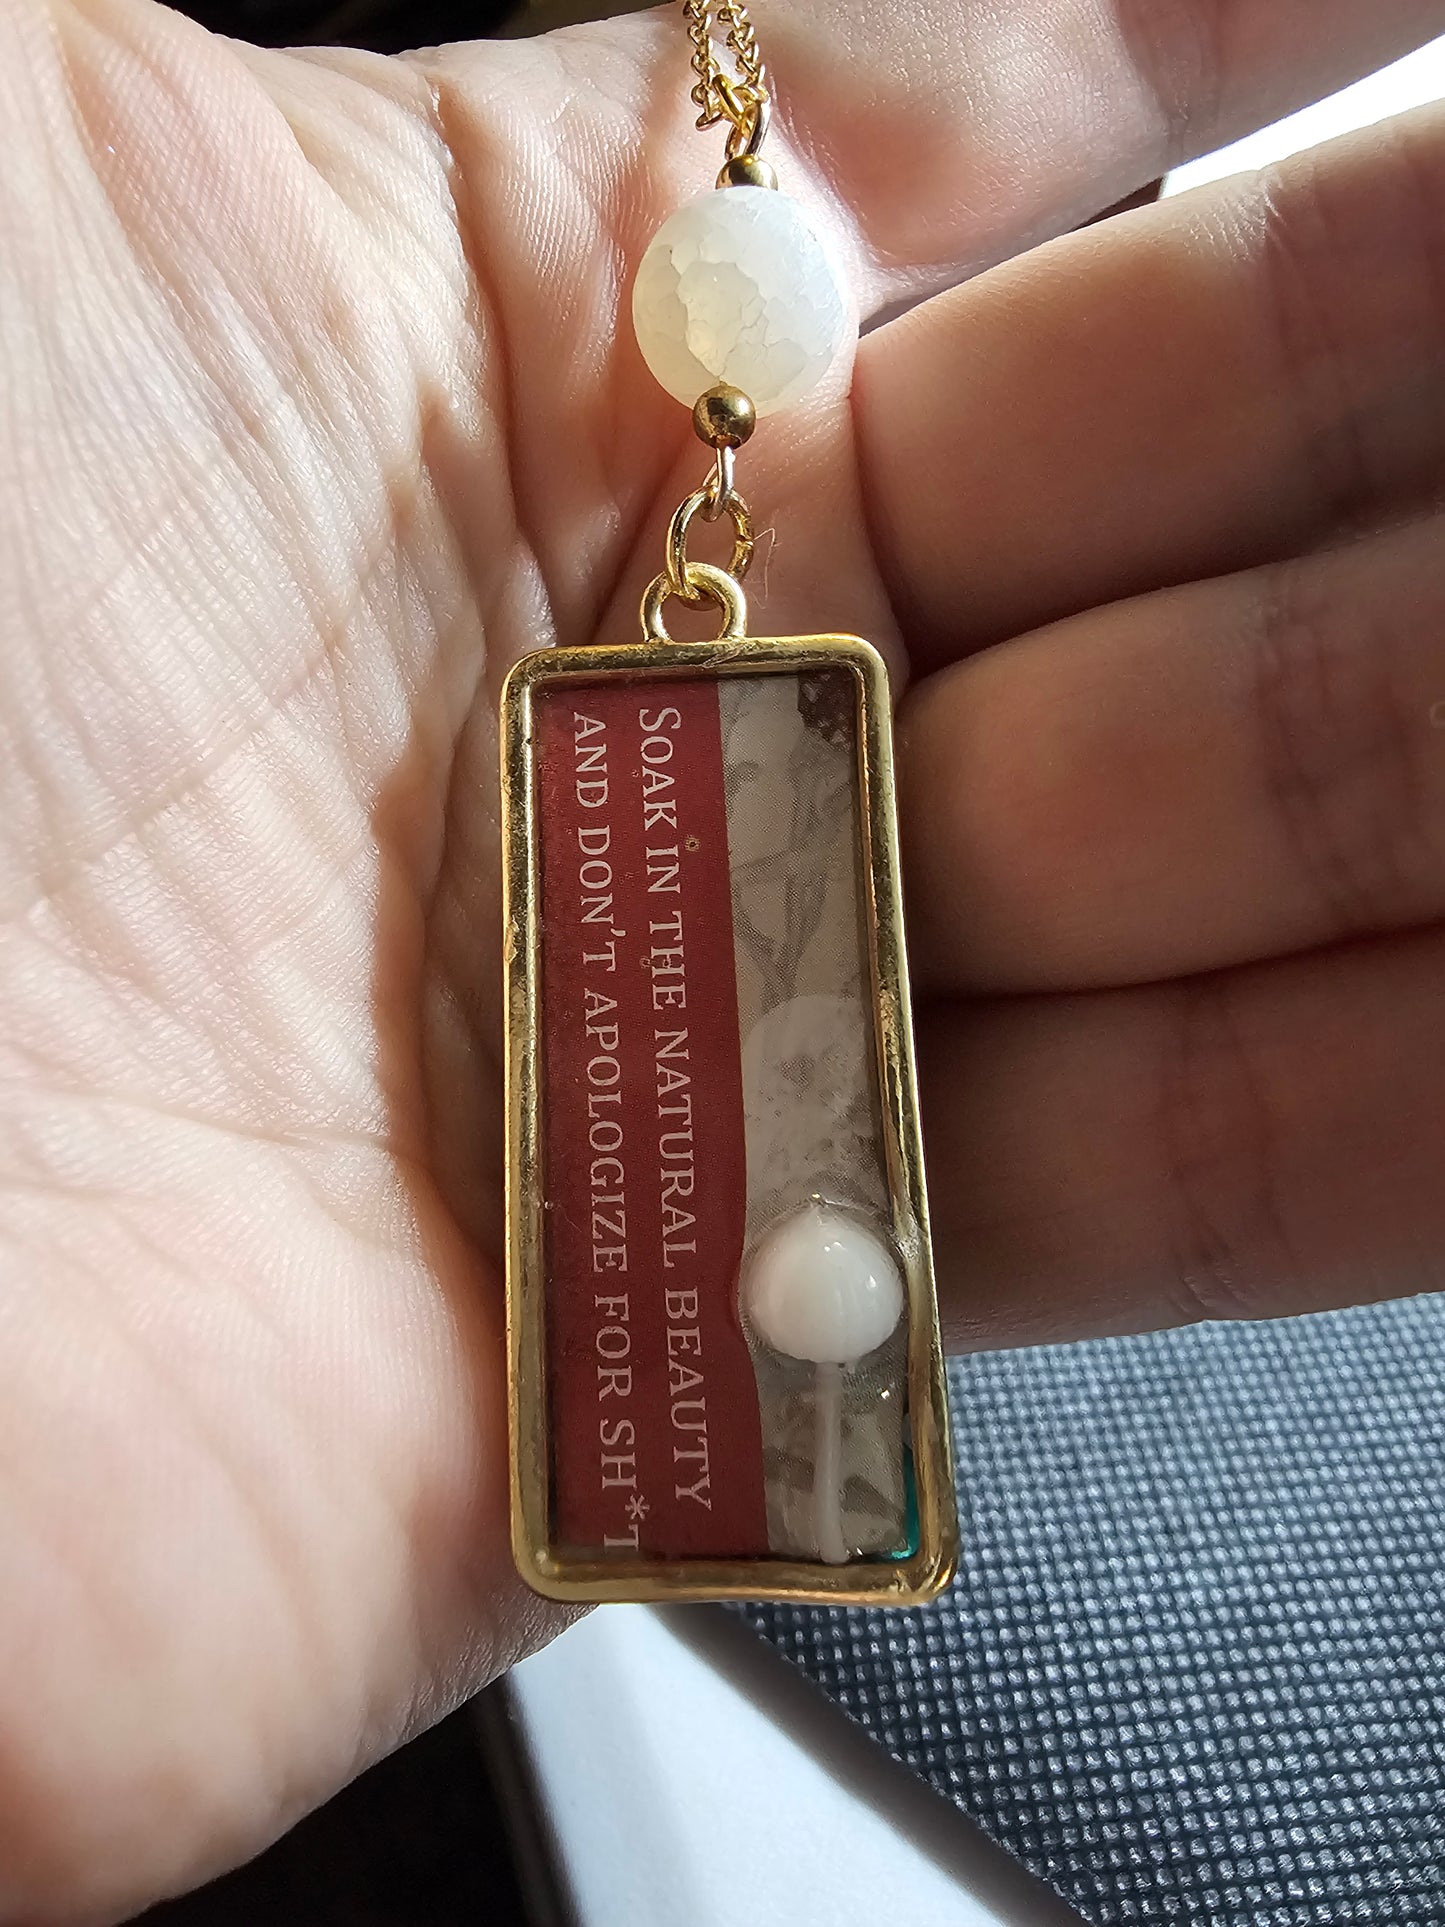 SOAK IN THE NATURAL BEAUTY
AND DON'T APOLOGIZE FOR SH*T